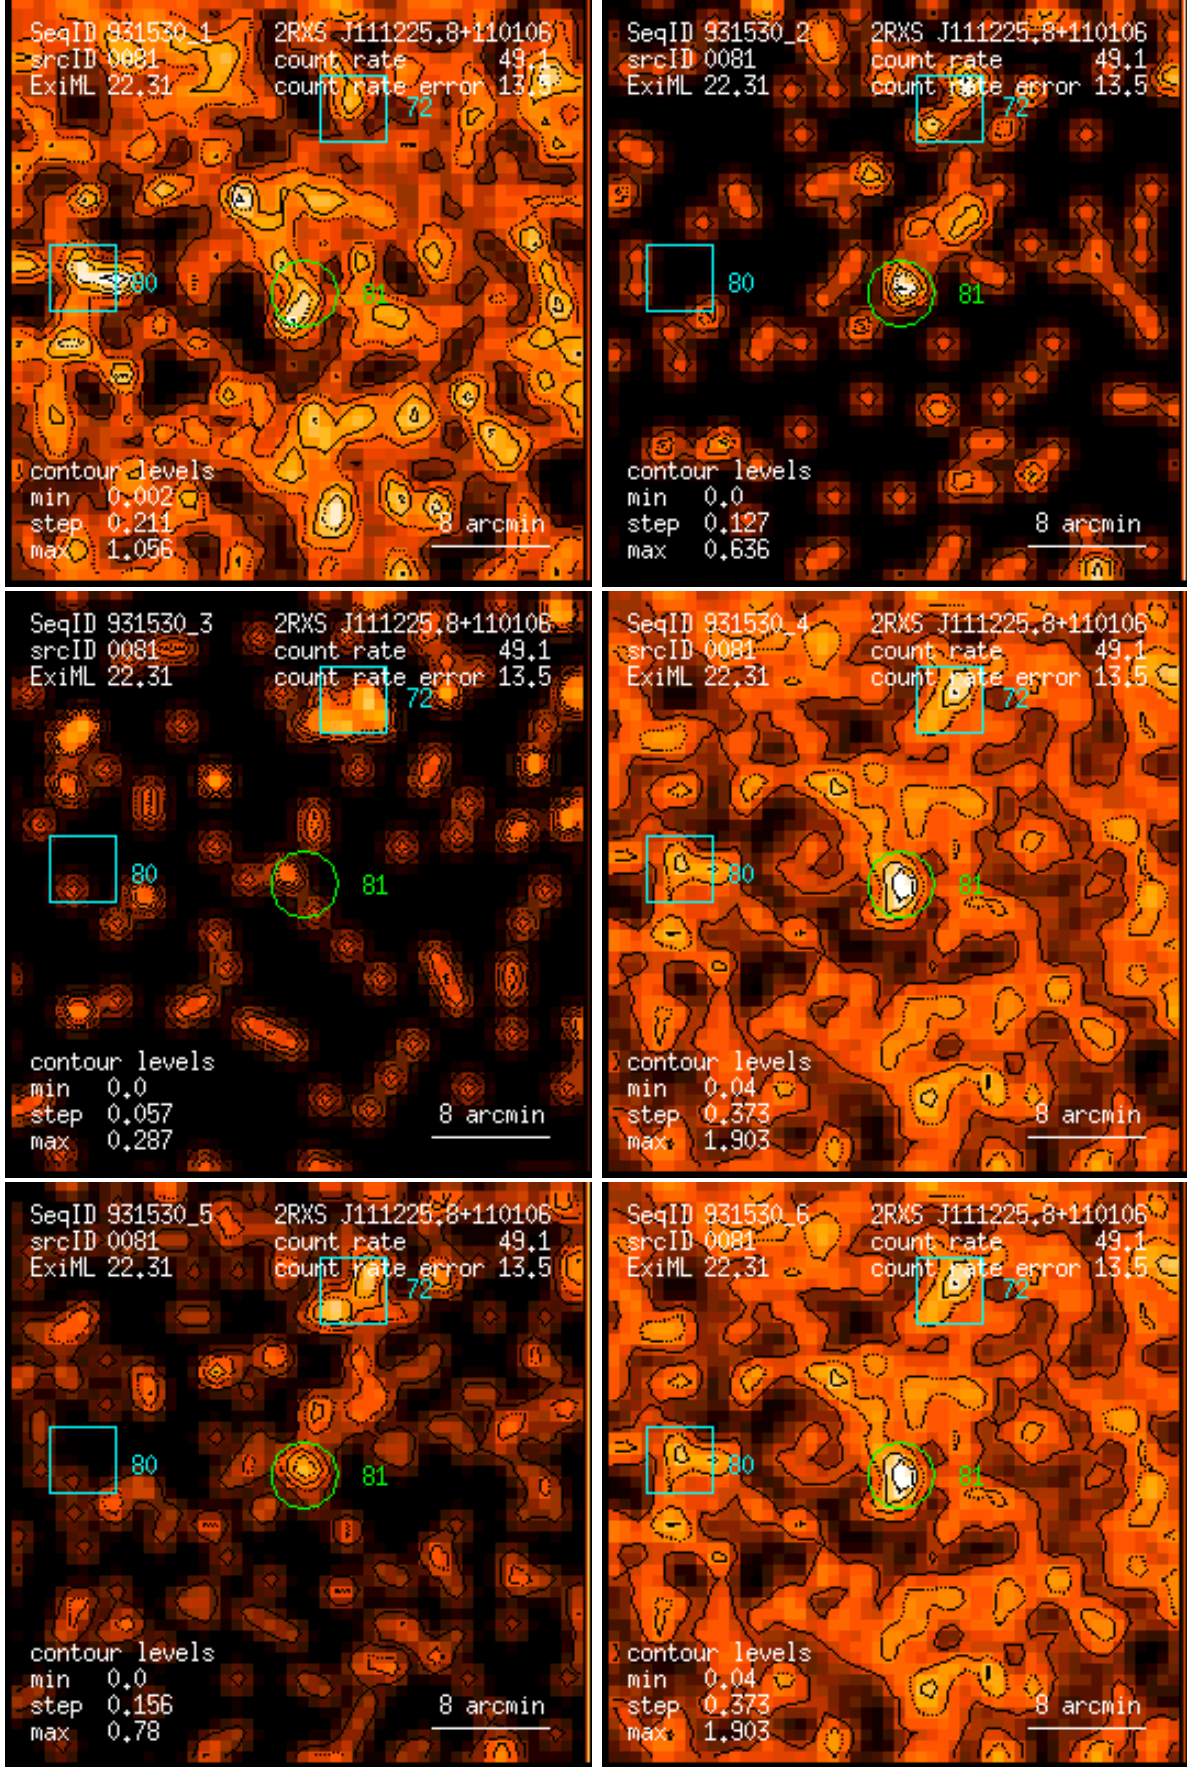 SeqID 931530_1 2RXS J111225.8+110106
srcID 0081 count rate 49.1
ExiML 22.31 count rate error 13.5
72
80
81
contour levels
min 0.002
step 0.211
max 1.056
8 arcmin
SeqID 931530_2 2RXS J111225.8+110106
srcID 0081 count rate 49.1
ExiML 22.31 count rate error 13.5
72
80
81
contour levels
min 0.0
step 0.127
max 0.636
8 arcmin
SeqID 931530_3 2RXS J111225.8+110106
srcID 0081 count rate 49.1
ExiML 22.31 count rate error 13.5
72
80
81
contour levels
min 0.0
step 0.057
max 0.287
8 arcmin
SeqID 931530_4 2RXS J111225.8+110106
srcID 0081 count rate 49.1
ExiML 22.31 count rate error 13.5
72
80
81
contour levels
min 0.04
step 0.373
max 1.903
8 arcmin
SeqID 931530_5 2RXS J111225.8+110106
srcID 0081 count rate 49.1
ExiML 22.31 count rate error 13.5
72
80
81
contour levels
min 0.0
step 0.156
max 0.78
8 arcmin
SeqID 931530_6 2RXS J111225.8+110106
srcID 0081 count rate 49.1
ExiML 22.31 count rate error 13.5
72
80
81
contour levels
min 0.04
step 0.373
max 1.903
8 arcmin